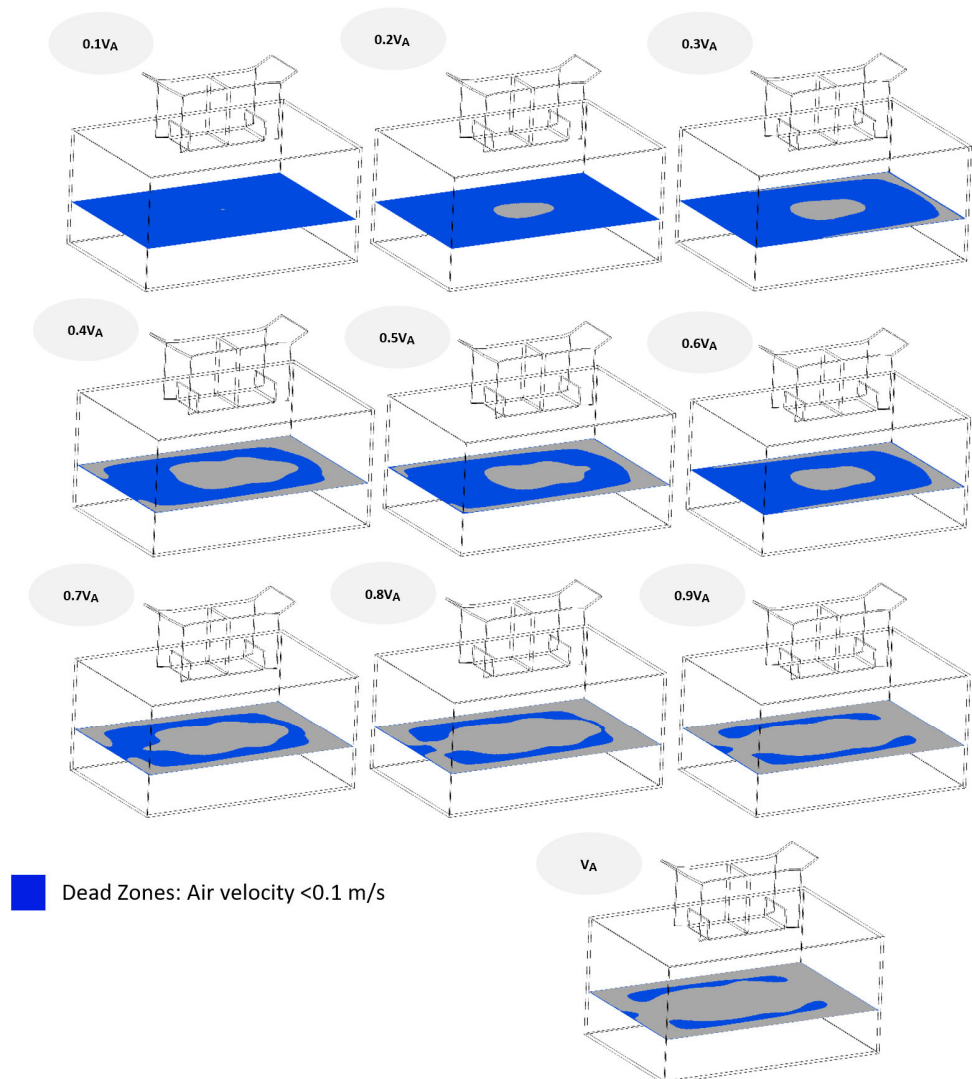 0.1VA
0.2VA
0.3VA
0.4VA
0.5VA
0.6VA
0.7VA
0.8VA
0.9VA
VA
Dead Zones: Air velocity <0.1 m/s